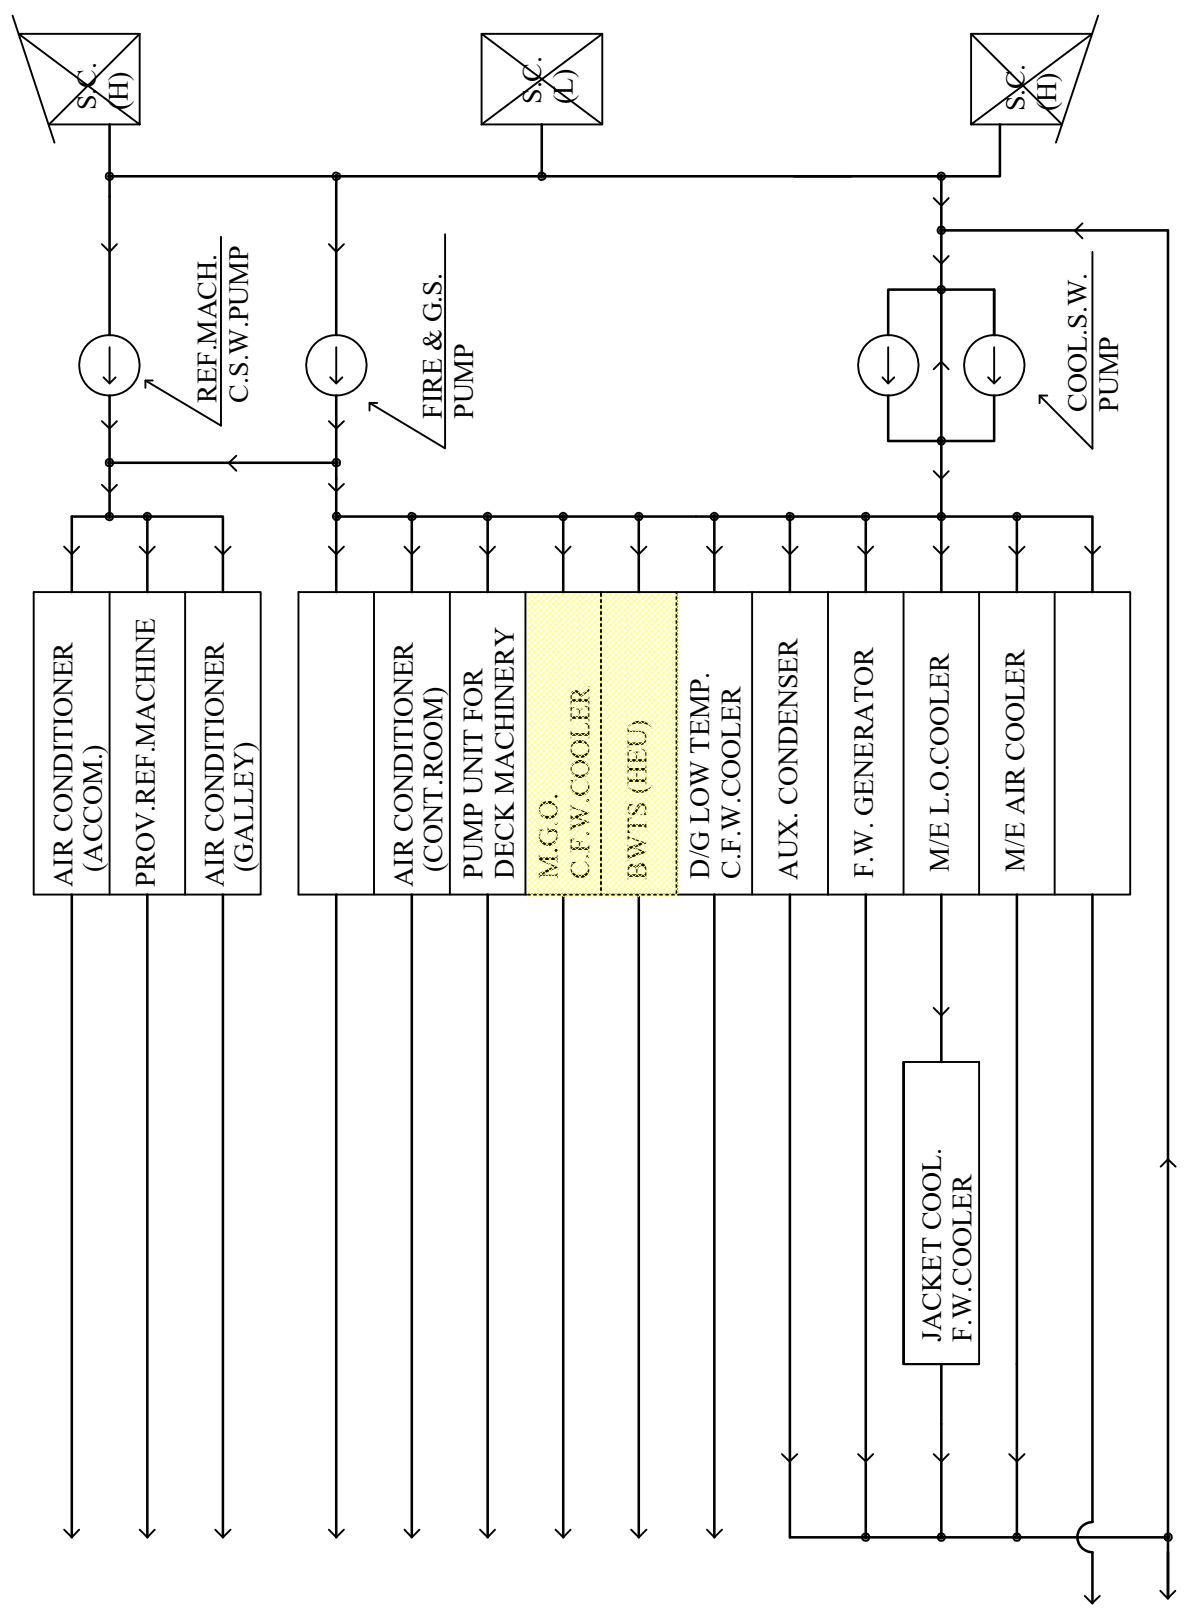 S.C.
(H)
S.C.
(L)
S.C.
(H)
REF.MACH.
C.S.W.PUMP
FIRE & G.S.
PUMP
COOL.S.W.
PUMP
AIR CONDITIONER
(ACCOM.)
PROV.REF.MACHINE
AIR CONDITIONER
(GALLEY)
AIR CONDITIONER
(CONT.ROOM)
PUMP UNIT FOR
DECK MACHINERY
M.G.O.
C.F.W.COOLER
BWTS (HEU)
D/G LOW TEMP.
C.F.W.COOLER
AUX. CONDENSER
F.W. GENERATOR
M/E L.O.COOLER
M/E AIR COOLER
JACKET COOL.
F.W.COOLER